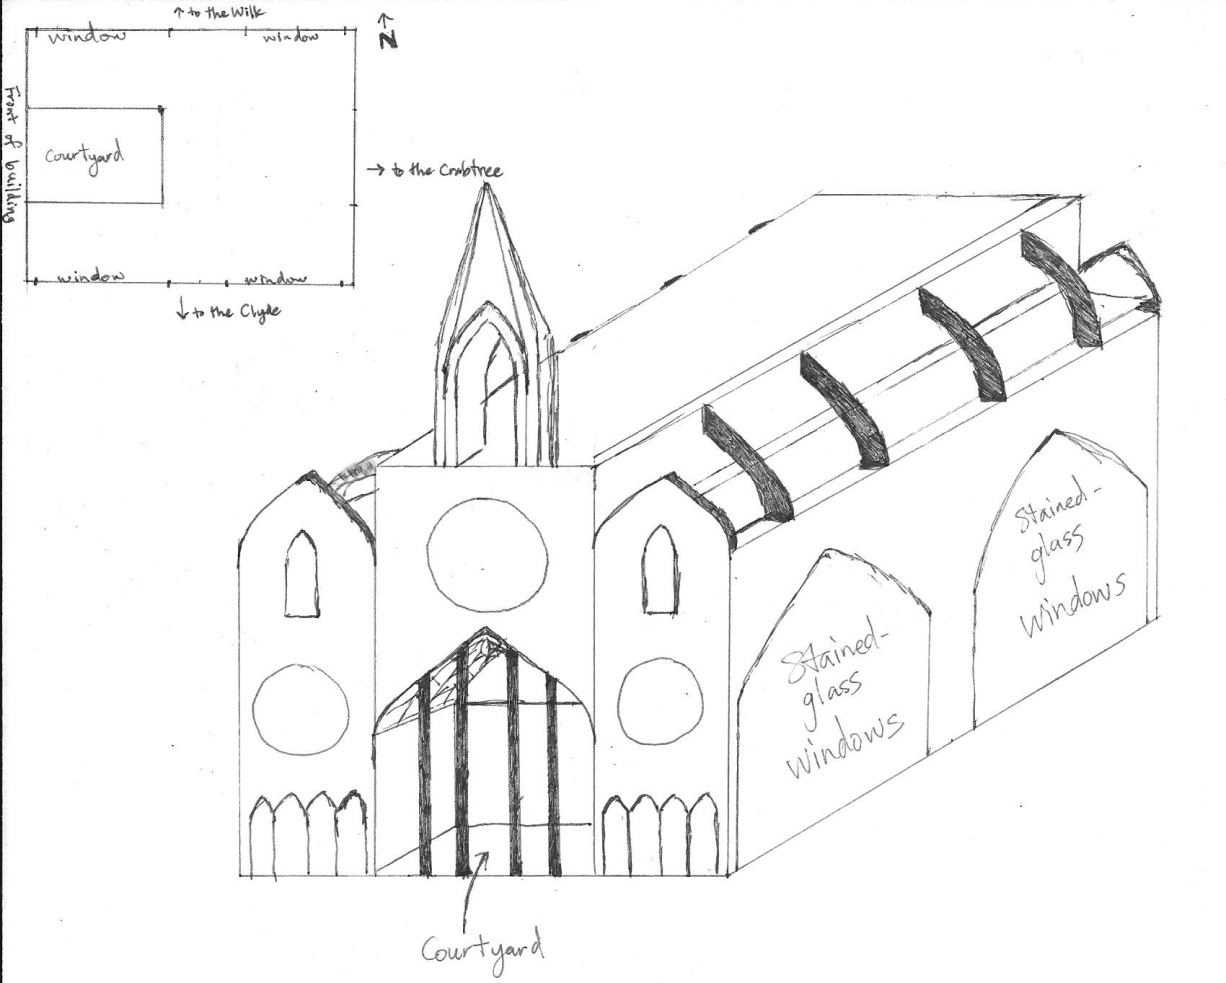 ↑ to the Wilk
window
window
↑
N
Front of building
Courtyard
→ to the Crabtree
window
window
↓ to the Clyde
Stained-
glass
windows
Stained-
glass
windows
Courtyard